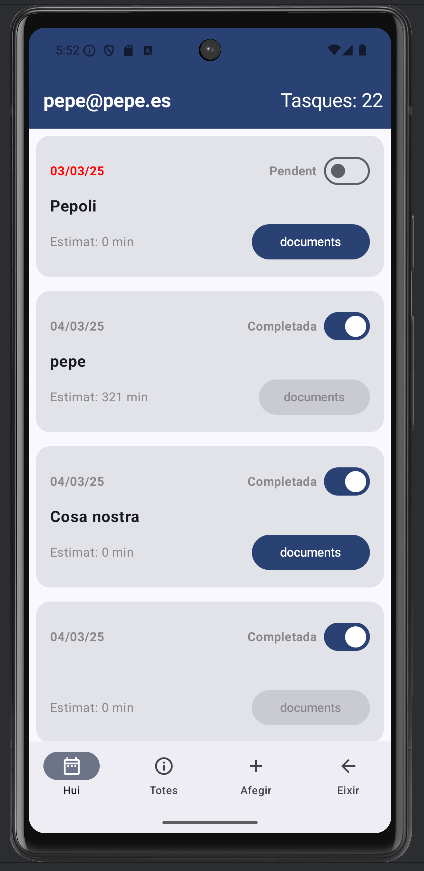 5:52
pepe@pepe.es Tasques: 22
03/03/25 Pendent
Pepoli
Estimat: 0 min documents
04/03/25 Completada
pepe
Estimat: 321 min documents
04/03/25 Completada
Cosa nostra
Estimat: 0 min documents
04/03/25 Completada
Estimat: 0 min documents
Hui Totes Afegir Eixir